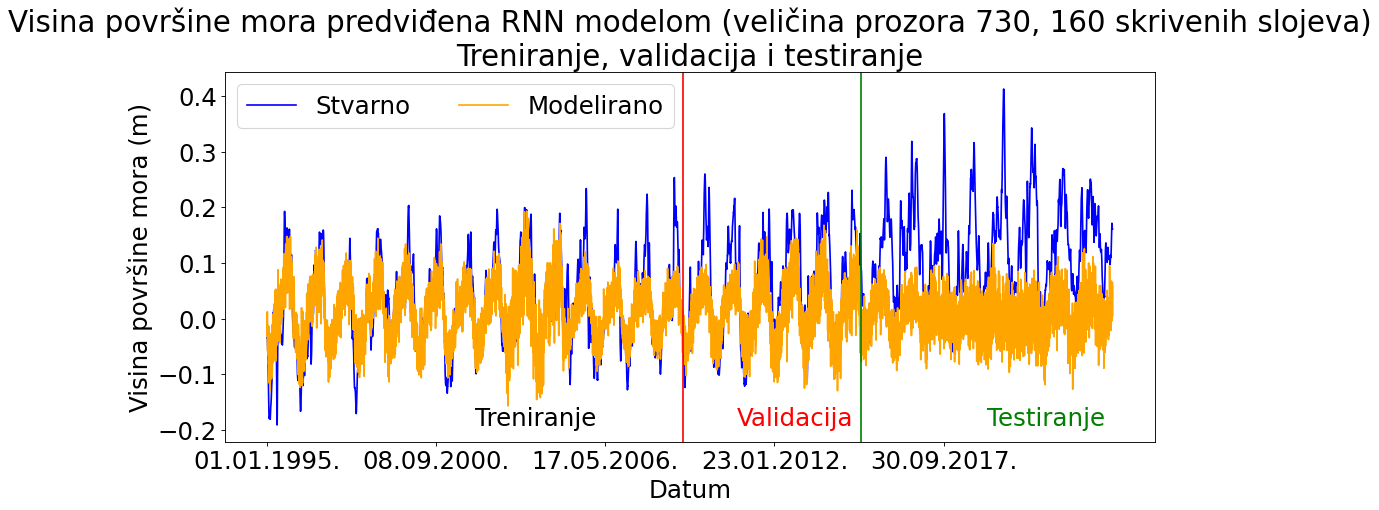 Visina površine mora predviđena RNN modelom (veličina prozora 730, 160 skrivenih slojeva)
Treniranje, validacija i testiranje
Stvarno
Modelirano
Visina površine mora (m)
0.4
0.3
0.2
0.1
0.0
−0.1
−0.2
Treniranje
Validacija
Testiranje
01.01.1995.
08.09.2000.
17.05.2006.
23.01.2012.
30.09.2017.
Datum